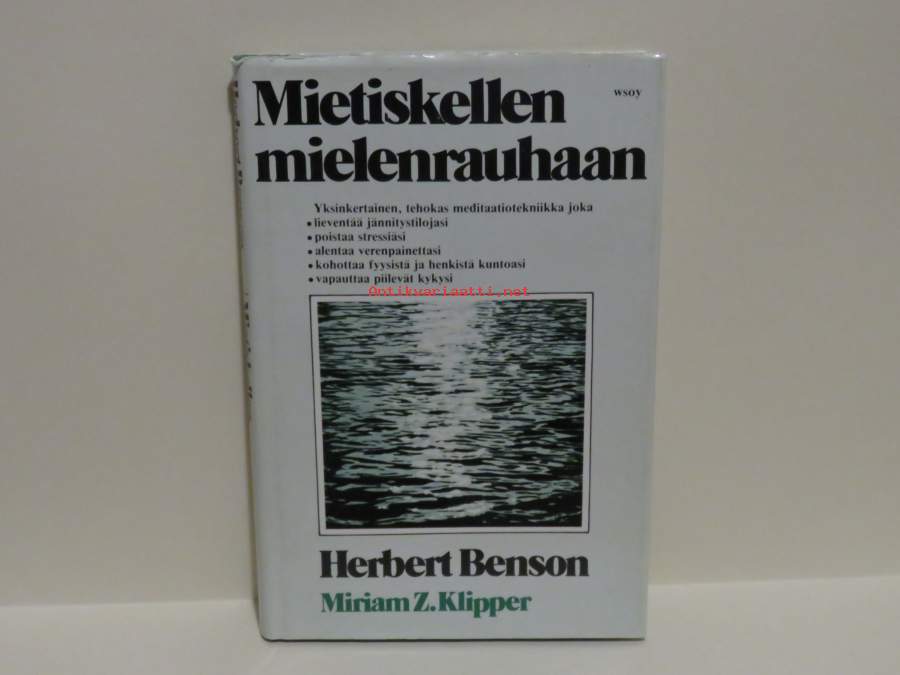 Mietiskellen
wsoy
mielenrauhaan
Yksinkertainen, tehokas meditaatiotekniikka joka
• lieventää jännitystilojasi
• poistaa stressiäsi
• alentaa verenpainettasi
• kohottaa fyysistä ja henkistä kuntoasi
• vapauttaa piilevät kykysi
Antikvariaatti.net
Herbert Benson
Miriam Z. Klipper